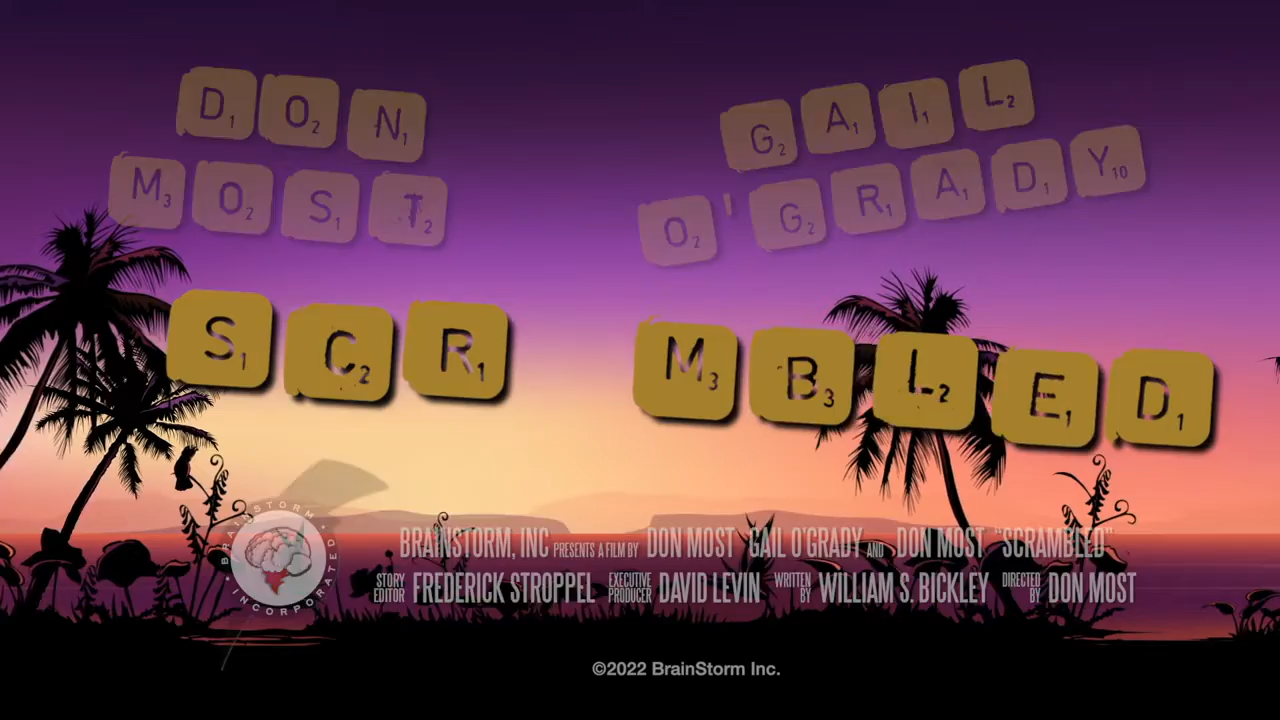 DON
MOST
GAIL
O'GRADY
SCR MBLED
BRAINSTORM INCORPORATED
BRAINSTORM, INC PRESENTS A FILM BY DON MOST GAIL O'GRADY AND DON MOST "SCRAMBLED"
STORY EDITOR FREDERICK STROPPEL EXECUTIVE PRODUCER DAVID LEVIN WRITTEN BY WILLIAM S. BICKLEY DIRECTED BY DON MOST
©2022 BrainStorm Inc.